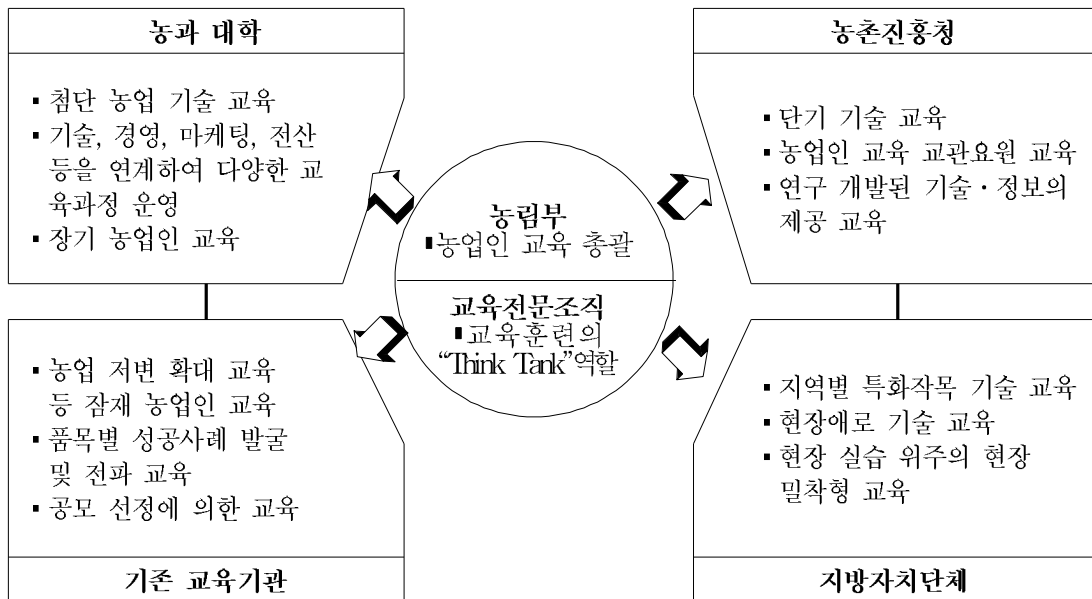 농과 대학
▪ 첨단 농업 기술 교육
▪ 기술, 경영, 마케팅, 전산
등을 연계하여 다양한 교
육과정 운영
▪ 장기 농업인 교육
농촌진흥청
▪ 단기 기술 교육
▪ 농업인 교육 교관요원 교육
▪ 연구 개발된 기술·정보의
제공 교육
농림부
▪농업인 교육 총괄
교육전문조직
▪교육훈련의
“Think Tank”역할
▪ 농업 저변 확대 교육
등 잠재 농업인 교육
▪ 품목별 성공사례 발굴
및 전파 교육
▪ 공모 선정에 의한 교육
기존 교육기관
▪ 지역별 특화작목 기술 교육
▪ 현장애로 기술 교육
▪ 현장 실습 위주의 현장
밀착형 교육
지방자치단체